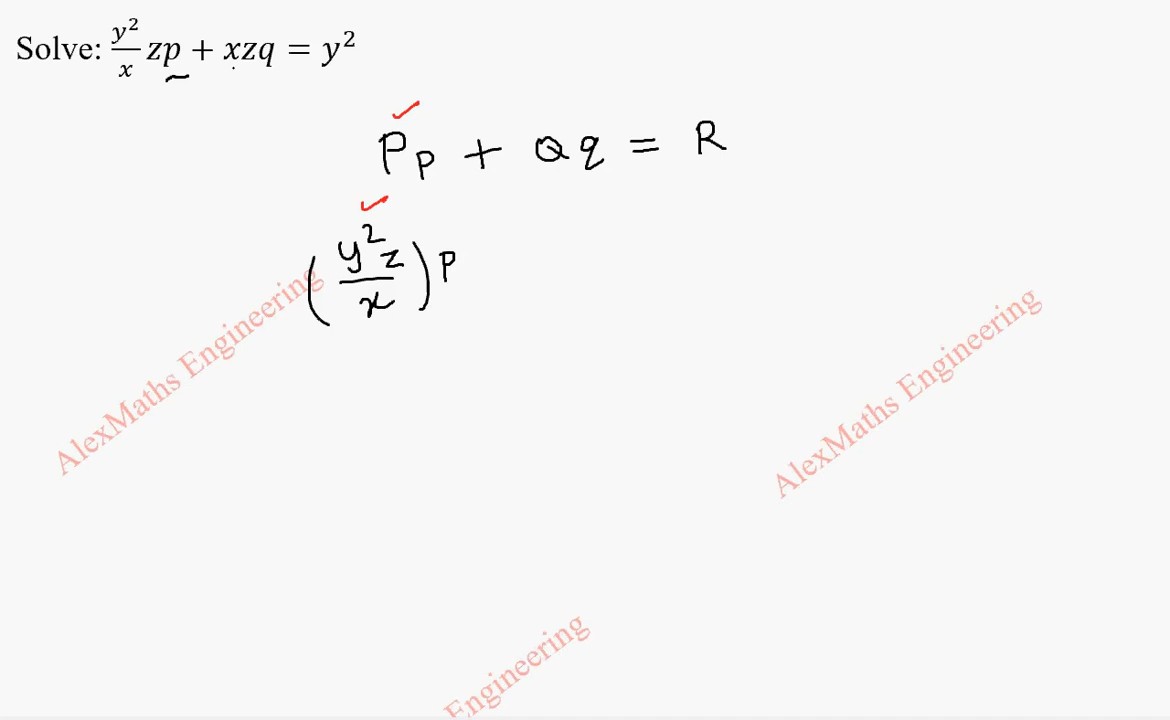 Solve: y²/x zp + xzq = y²
Pp + Qq = R
(y²z/x) p
AlexMaths Engineering
AlexMaths Engineering
Engineering